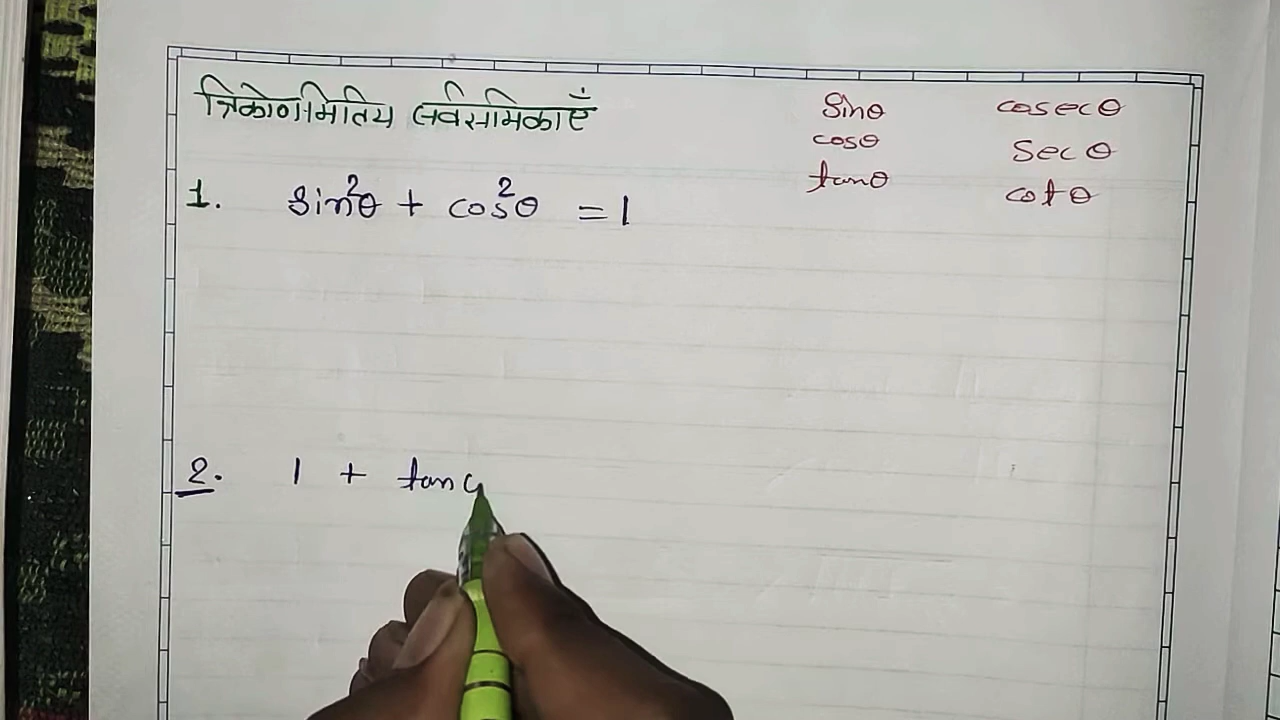 त्रिकोणमितिय सर्वसमिकाएँ
sinθ cosecθ
cosθ secθ
tanθ cotθ
1. sin²θ + cos²θ = 1
2. 1 + tan